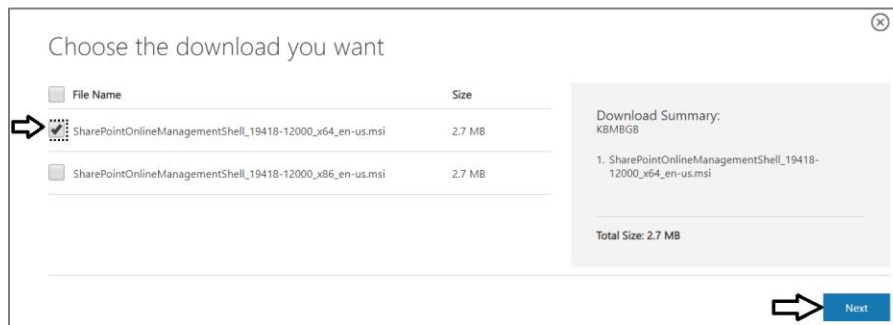 Choose the download you want
File Name Size
SharePointOnlineManagementShell_19418-12000_x64_en-us.msi 2.7 MB
SharePointOnlineManagementShell_19418-12000_x86_en-us.msi 2.7 MB
Download Summary:
KBMBGB
1. SharePointOnlineManagementShell_19418-
12000_x64_en-us.msi
Total Size: 2.7 MB
Next